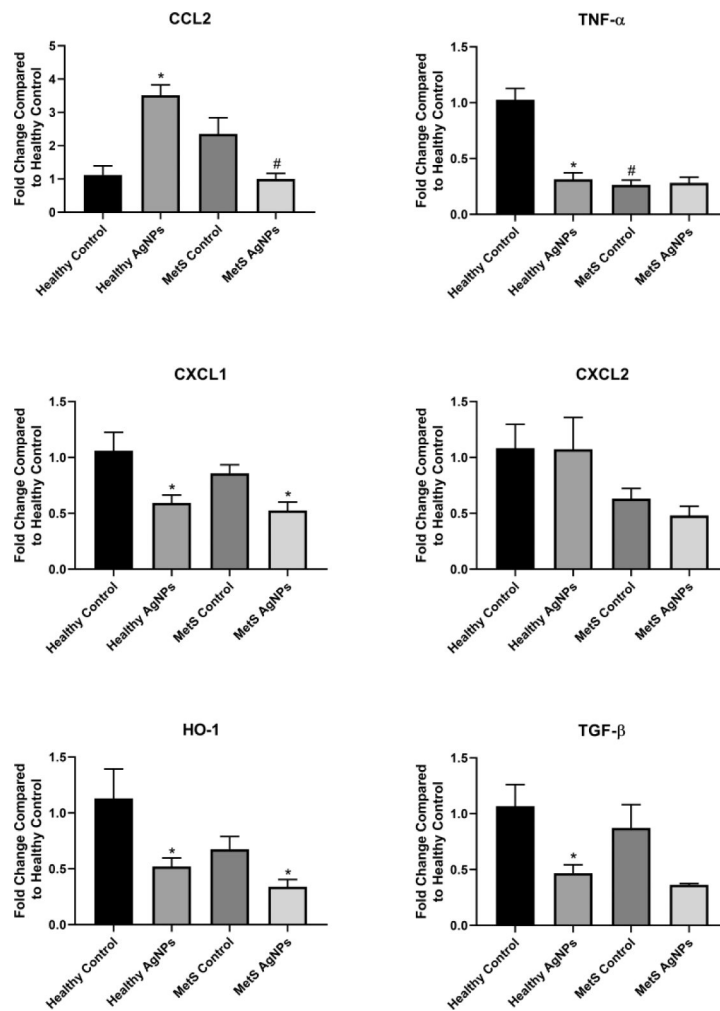 CCL2
Fold Change Compared
to Healthy Control
5
4
3
2
1
0
*
#
Healthy Control
Healthy AgNPs
MetS Control
MetS AgNPs
TNF-α
Fold Change Compared
to Healthy Control
1.5
1.0
0.5
0.0
*
#
Healthy Control
Healthy AgNPs
MetS Control
MetS AgNPs
CXCL1
Fold Change Compared
to Healthy Control
1.5
1.0
0.5
0.0
*
*
Healthy Control
Healthy AgNPs
MetS Control
MetS AgNPs
CXCL2
Fold Change Compared
to Healthy Control
1.5
1.0
0.5
0.0
Healthy Control
Healthy AgNPs
MetS Control
MetS AgNPs
HO-1
Fold Change Compared
to Healthy Control
1.5
1.0
0.5
0.0
*
*
Healthy Control
Healthy AgNPs
MetS Control
MetS AgNPs
TGF-β
Fold Change Compared
to Healthy Control
1.5
1.0
0.5
0.0
*
Healthy Control
Healthy AgNPs
MetS Control
MetS AgNPs